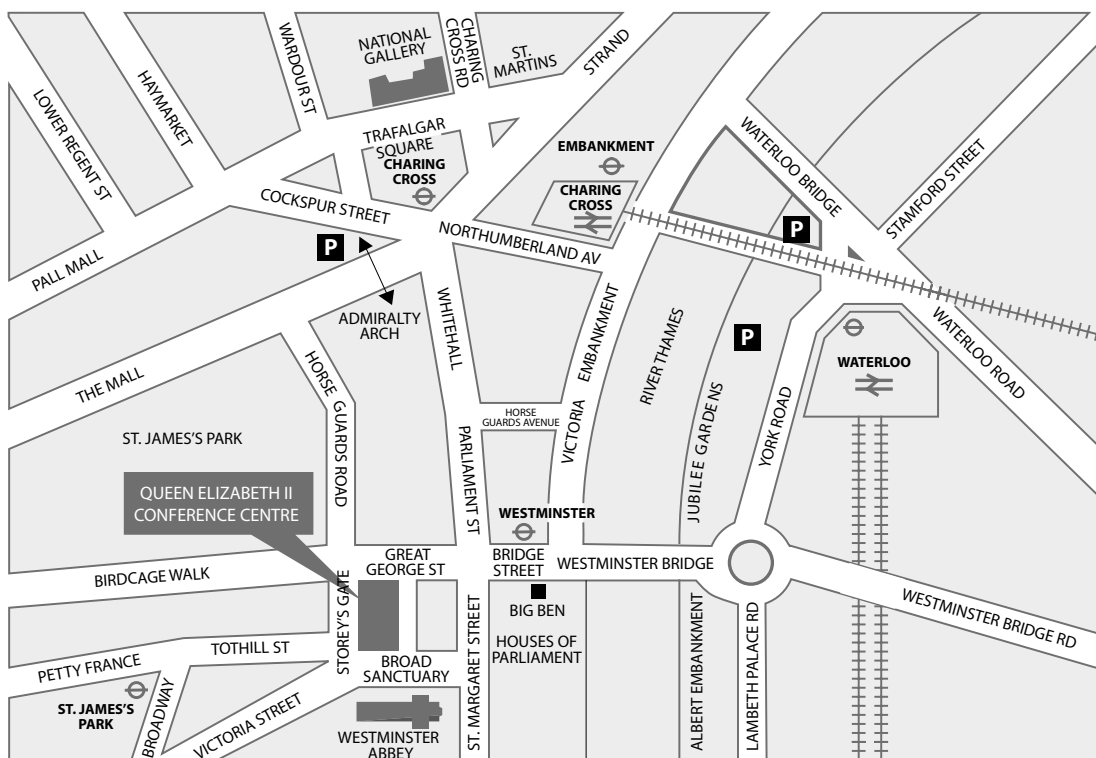 NATIONAL
GALLERY
CHARING
CROSS RD
ST.
MARTINS
STRAND
WARDOUR ST
HAYMARKET
LOWER REGENT ST
TRAFALGAR
SQUARE
CHARING
CROSS
EMBANKMENT
CHARING
CROSS
WATERLOO BRIDGE
STAMFORD STREET
COCKSPUR STREET
NORTHUMBERLAND AV
P
P
PALL MALL
ADMIRALTY
ARCH
WHITEHALL
VICTORIA EMBANKMENT
RIVER THAMES
P
WATERLOO
WATERLOO ROAD
THE MALL
HORSE GUARDS ROAD
HORSE
GUARDS AVENUE
YORK ROAD
JUBILEE GARDENS
ST. JAMES'S PARK
PARLIAMENT ST
QUEEN ELIZABETH II
CONFERENCE CENTRE
WESTMINSTER
GREAT
GEORGE ST
BRIDGE
STREET
WESTMINSTER BRIDGE
BIRDCAGE WALK
STOREY'S GATE
BIG BEN
HOUSES OF
PARLIAMENT
WESTMINSTER BRIDGE RD
TOTHILL ST
PETTY FRANCE
BROAD
SANCTUARY
ST. MARGARET STREET
ALBERT EMBANKMENT
LAMBETH PALACE RD
ST. JAMES'S
PARK
BROADWAY
VICTORIA STREET
WESTMINSTER
ABBEY